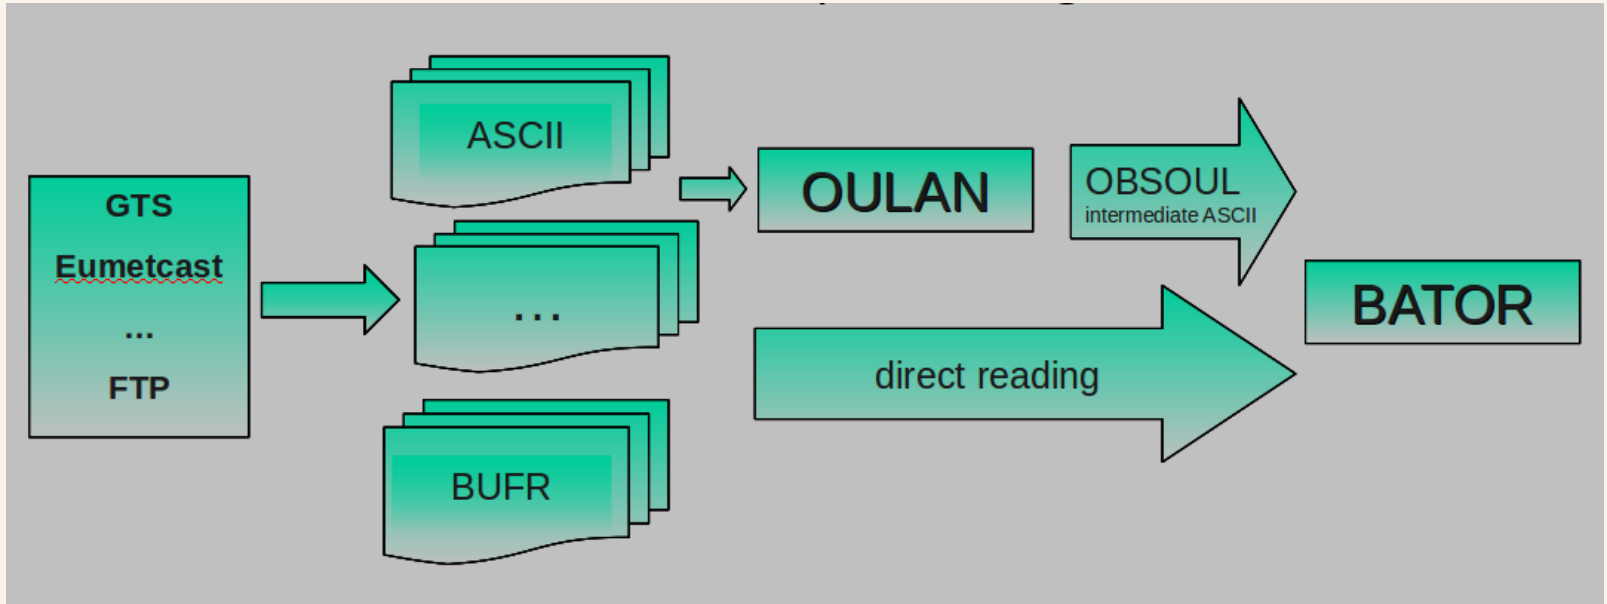 GTS
Eumetcast
...
FTP
ASCII
...
BUFR
OULAN
OBSOUL
intermediate ASCII
direct reading
BATOR